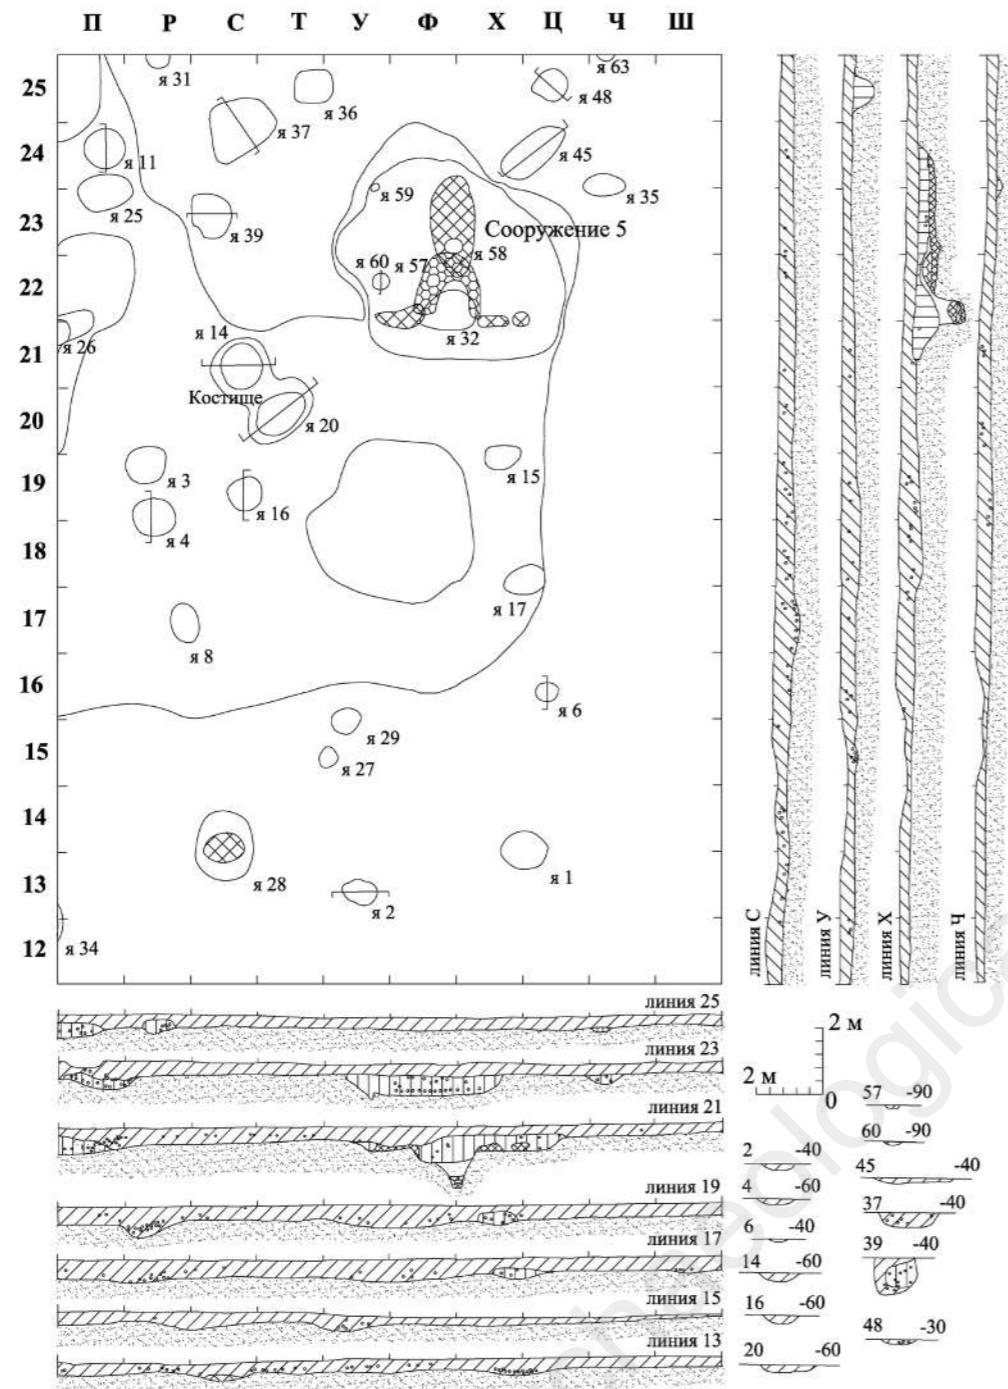 П Р С Т У Ф Х Ц Ч Ш
25
24
23
22
21
20
19
18
17
16
15
14
13
12
я 31
я 36
я 63
я 48
я 37
я 11
я 45
я 59
я 35
я 25
я 39
Сооружение 5
я 60
я 57
я 58
я 14
я 32
я 26
Костище
я 20
я 3
я 15
я 16
я 4
я 17
я 8
я 6
я 29
я 27
я 28
я 1
я 2
я 34
линия С
линия У
линия Х
линия Ч
линия 25
линия 23
линия 21
линия 19
линия 17
линия 15
линия 13
2 м
2 м
0
57 -90
60 -90
2 -40
45 -40
4 -60
37 -40
6 -40
39 -40
14 -60
16 -60
48 -30
20 -60